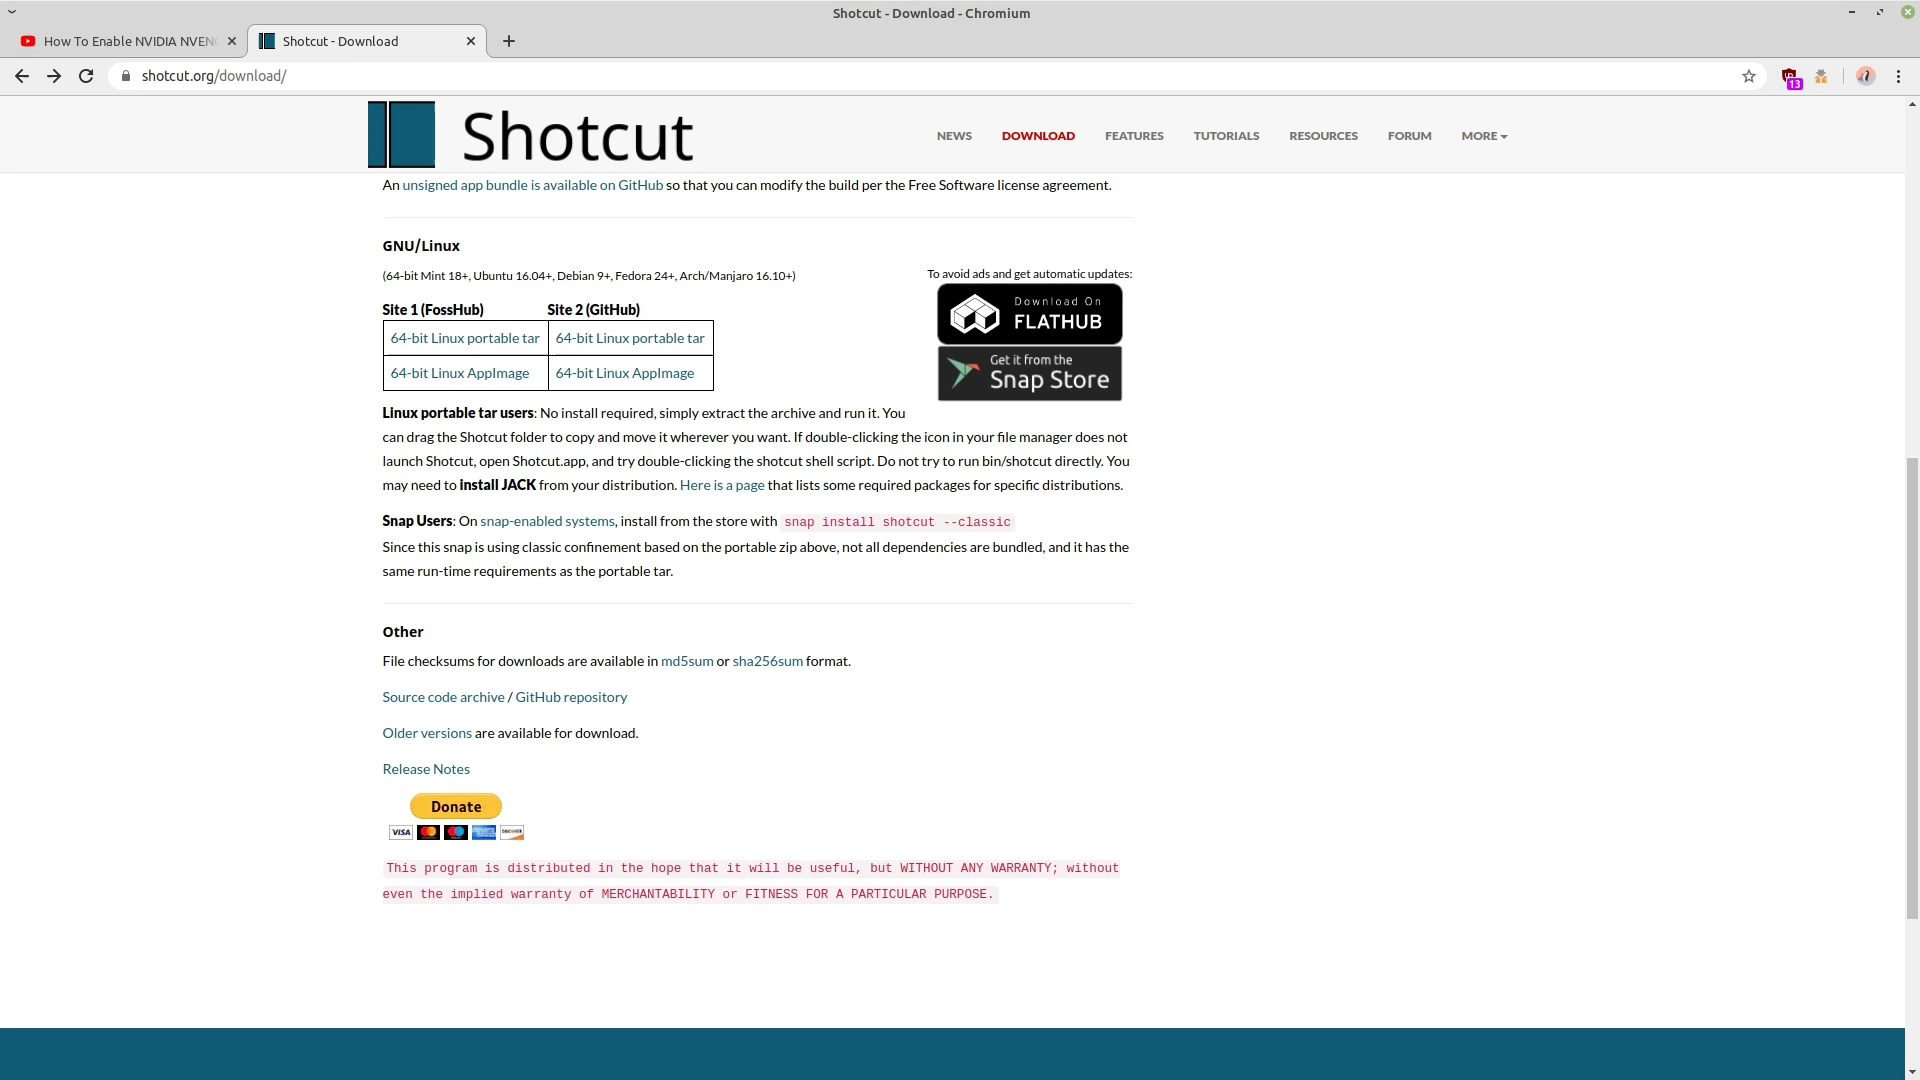 Shotcut - Download - Chromium
How To Enable NVIDIA NVENC
Shotcut - Download
shotcut.org/download/
13
Shotcut
NEWS
DOWNLOAD
FEATURES
TUTORIALS
RESOURCES
FORUM
MORE
An unsigned app bundle is available on GitHub so that you can modify the build per the Free Software license agreement.
GNU/Linux
(64-bit Mint 18+, Ubuntu 16.04+, Debian 9+, Fedora 24+, Arch/Manjaro 16.10+)
To avoid ads and get automatic updates:
Download On
FLATHUB
Get it from the
Snap Store
Site 1 (FossHub) Site 2 (GitHub)
64-bit Linux portable tar 64-bit Linux portable tar
64-bit Linux AppImage 64-bit Linux AppImage
Linux portable tar users: No install required, simply extract the archive and run it. You
can drag the Shotcut folder to copy and move it wherever you want. If double-clicking the icon in your file manager does not
launch Shotcut, open Shotcut.app, and try double-clicking the shotcut shell script. Do not try to run bin/shotcut directly. You
may need to install JACK from your distribution. Here is a page that lists some required packages for specific distributions.
Snap Users: On snap-enabled systems, install from the store with snap install shotcut --classic
Since this snap is using classic confinement based on the portable zip above, not all dependencies are bundled, and it has the
same run-time requirements as the portable tar.
Other
File checksums for downloads are available in md5sum or sha256sum format.
Source code archive / GitHub repository
Older versions are available for download.
Release Notes
Donate
VISA
DISCOVER
This program is distributed in the hope that it will be useful, but WITHOUT ANY WARRANTY; without
even the implied warranty of MERCHANTABILITY or FITNESS FOR A PARTICULAR PURPOSE.